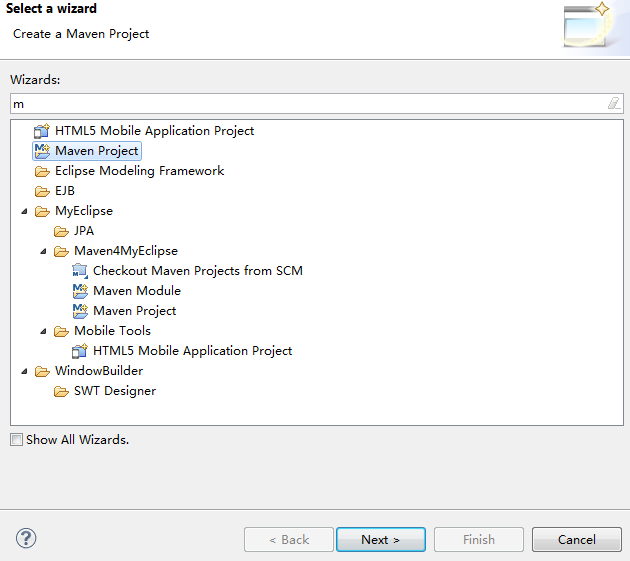 Select a wizard
Create a Maven Project
Wizards:
m
HTML5 Mobile Application Project
Maven Project
Eclipse Modeling Framework
EJB
MyEclipse
JPA
Maven4MyEclipse
Checkout Maven Projects from SCM
Maven Module
Maven Project
Mobile Tools
HTML5 Mobile Application Project
WindowBuilder
SWT Designer
Show All Wizards.
? < Back Next > Finish Cancel